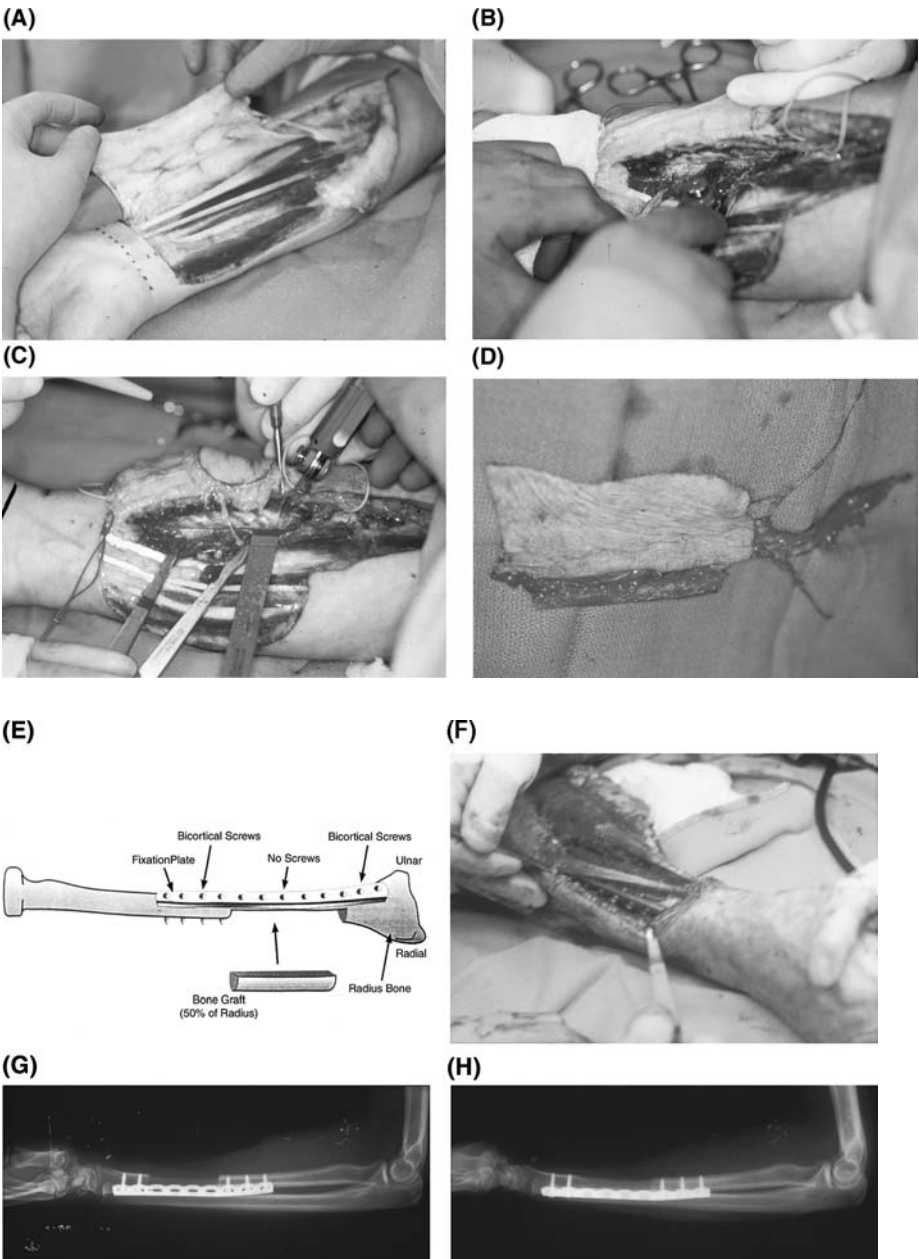 (A)
(B)
(C)
(D)
(E)
(F)
Bicortical Screws
Bicortical Screws
FixationPlate
No Screws
Ulnar
Radial
Bone Graft
(50% of Radius)
Radius Bone
(G)
(H)